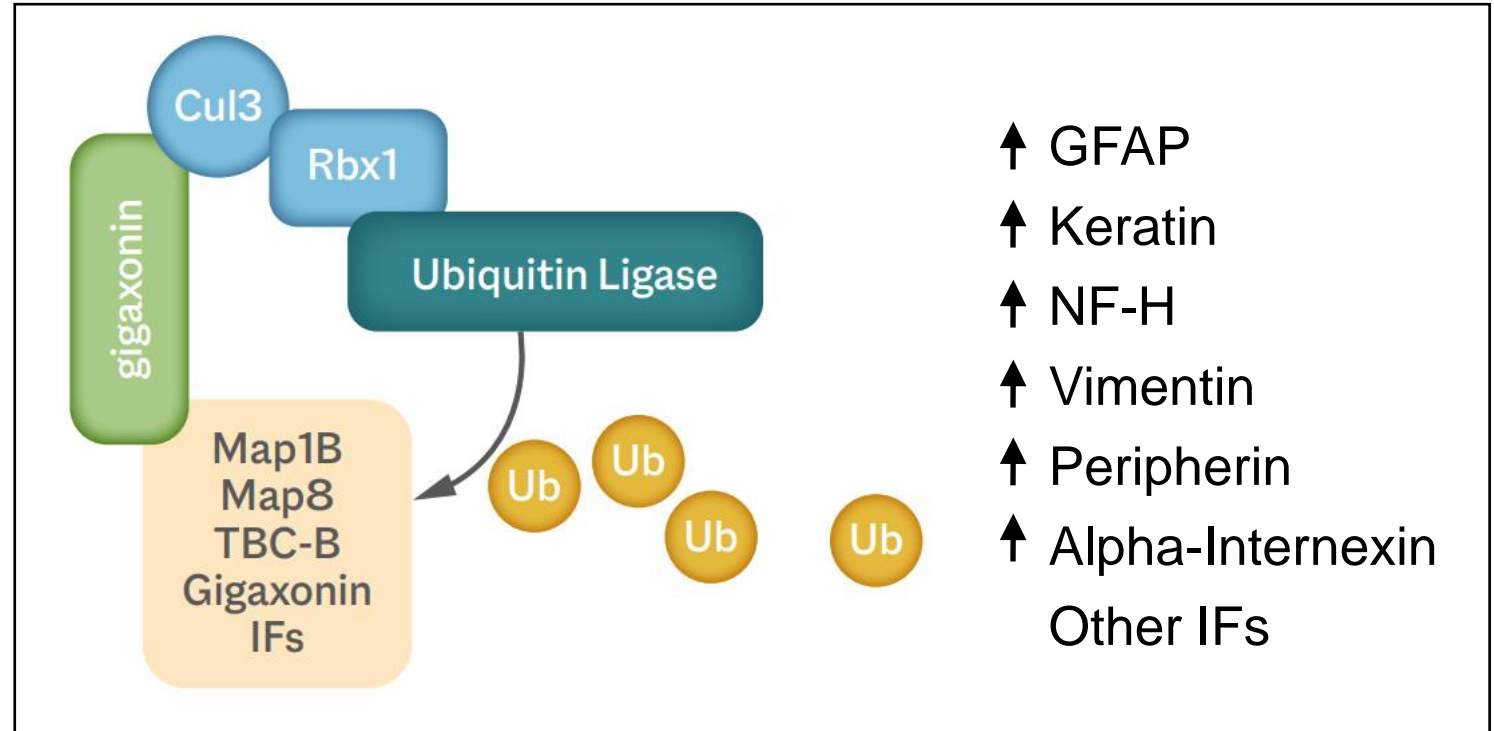 Cul3
Rbx1
gigaxonin
Ubiquitin Ligase
Map1B
Map8
TBC-B
Gigaxonin
IFs
Ub
Ub
Ub
Ub
↑ GFAP
↑ Keratin
↑ NF-H
↑ Vimentin
↑ Peripherin
↑ Alpha-Internexin
Other IFs